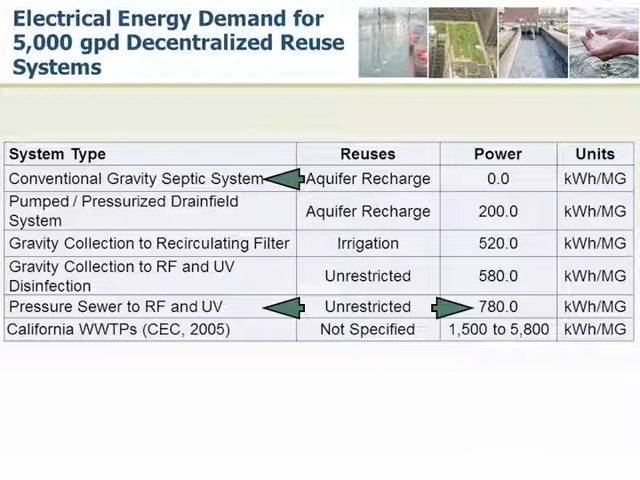 Electrical Energy Demand for
5,000 gpd Decentralized Reuse
Systems
System Type Reuses Power Units
Conventional Gravity Septic System Aquifer Recharge 0.0 kWh/MG
Pumped / Pressurized Drainfield
System Aquifer Recharge 200.0 kWh/MG
Gravity Collection to Recirculating Filter Irrigation 520.0 kWh/MG
Gravity Collection to RF and UV
Disinfection Unrestricted 580.0 kWh/MG
Pressure Sewer to RF and UV Unrestricted 780.0 kWh/MG
California WWTPs (CEC, 2005) Not Specified 1,500 to 5,800 kWh/MG